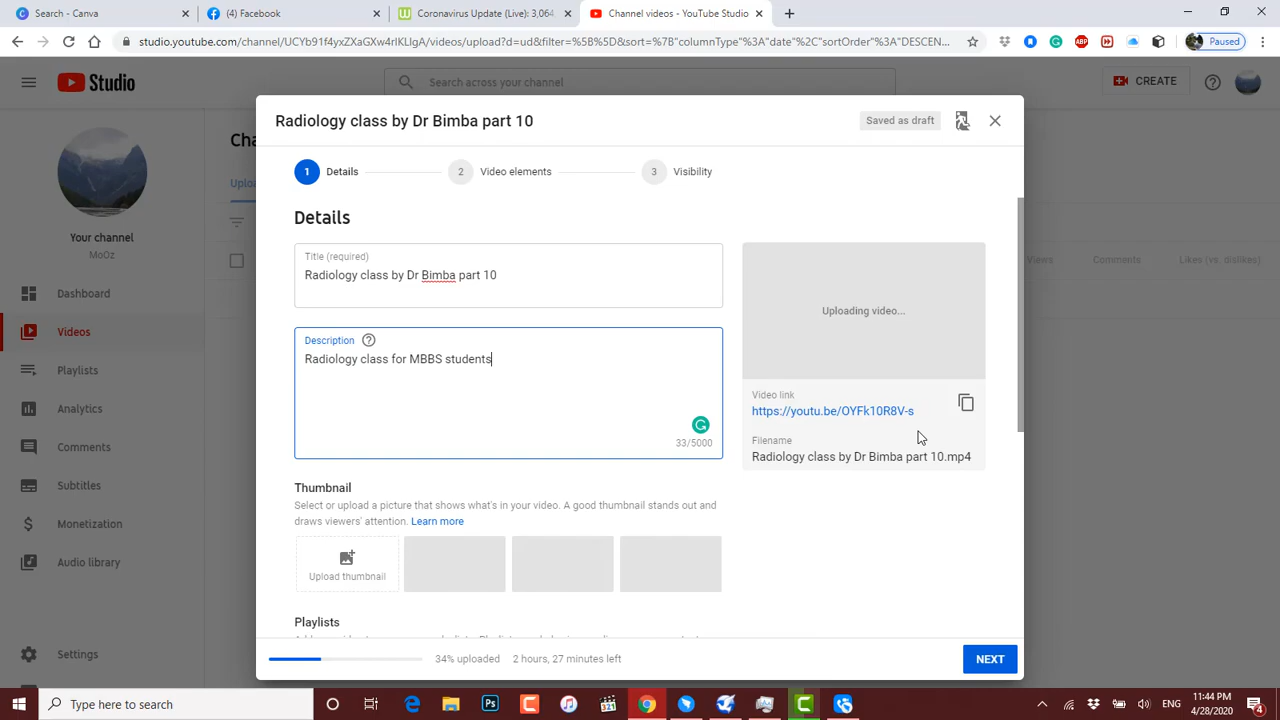 Search - Canva
(4) Facebook
Coronavirus Update (Live): 3,064
Channel videos - YouTube Studio
studio.youtube.com/channel/UCYb91f4yxZXaGxw4rlKLIgA/videos/upload?d=ud&filter=%5B%5D&sort=%7B"columnType"%3A"date"%2C"sortOrder"%3A"DESCEN...
ABP
Paused
Studio
Search across your channel
CREATE
Your channel
MoOz
Dashboard
Videos
Playlists
Analytics
Comments
Subtitles
Monetization
Audio library
Settings
Cha
Uploa
Views
Comments
Likes (vs. dislikes)
Radiology class by Dr Bimba part 10
Saved as draft
1 Details
2 Video elements
3 Visibility
Details
Title (required)
Radiology class by Dr Bimba part 10
Description
Radiology class for MBBS students
33/5000
Uploading video...
Video link
https://youtu.be/OYFk10R8V-s
Filename
Radiology class by Dr Bimba part 10.mp4
Thumbnail
Select or upload a picture that shows what's in your video. A good thumbnail stands out and
draws viewers' attention. Learn more
Upload thumbnail
Playlists
34% uploaded
2 hours, 27 minutes left
NEXT
Type here to search
ENG
11:44 PM
4/28/2020
4